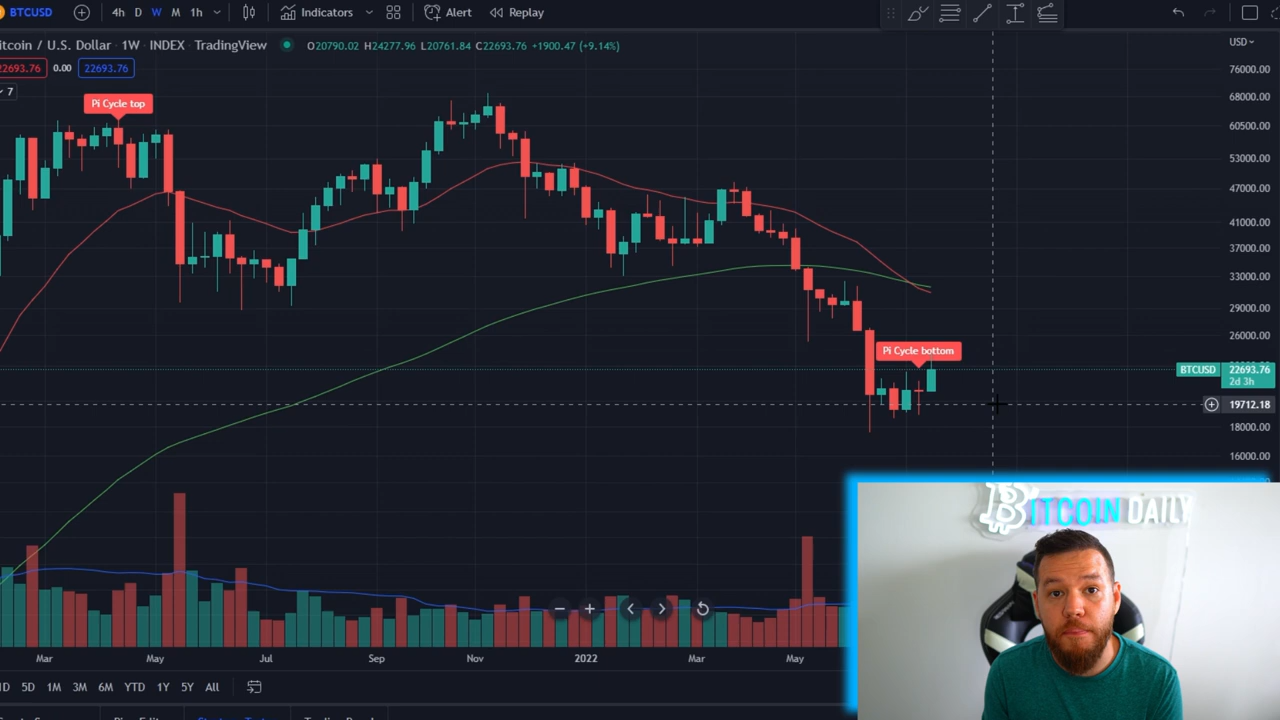 BTCUSD 4h D W M 1h Indicators Alert Replay
itcoin / U.S. Dollar · 1W · INDEX · TradingView O20790.02 H24277.96 L20761.84 C22693.76 +1900.47 (+9.14%) USD
22693.76 0.00 22693.76
7
Pi Cycle top
76000.00
68000.00
60500.00
53000.00
47000.00
41000.00
37000.00
33000.00
29000.00
26000.00
Pi Cycle bottom
BTCUSD 22693.76
2d 3h
19712.18
18000.00
16000.00
BITCOIN DAILY
Mar May Jul Sep Nov 2022 Mar May
1D 5D 1M 3M 6M YTD 1Y 5Y All